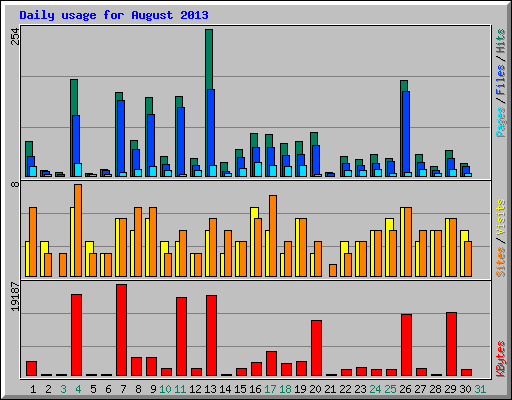 Daily usage for August 2013
254
Pages / Files / Hits
8
Sites / Visits
19187
KBytes
1 2 3 4 5 6 7 8 9 10 11 12 13 14 15 16 17 18 19 20 21 22 23 24 25 26 27 28 29 30 31